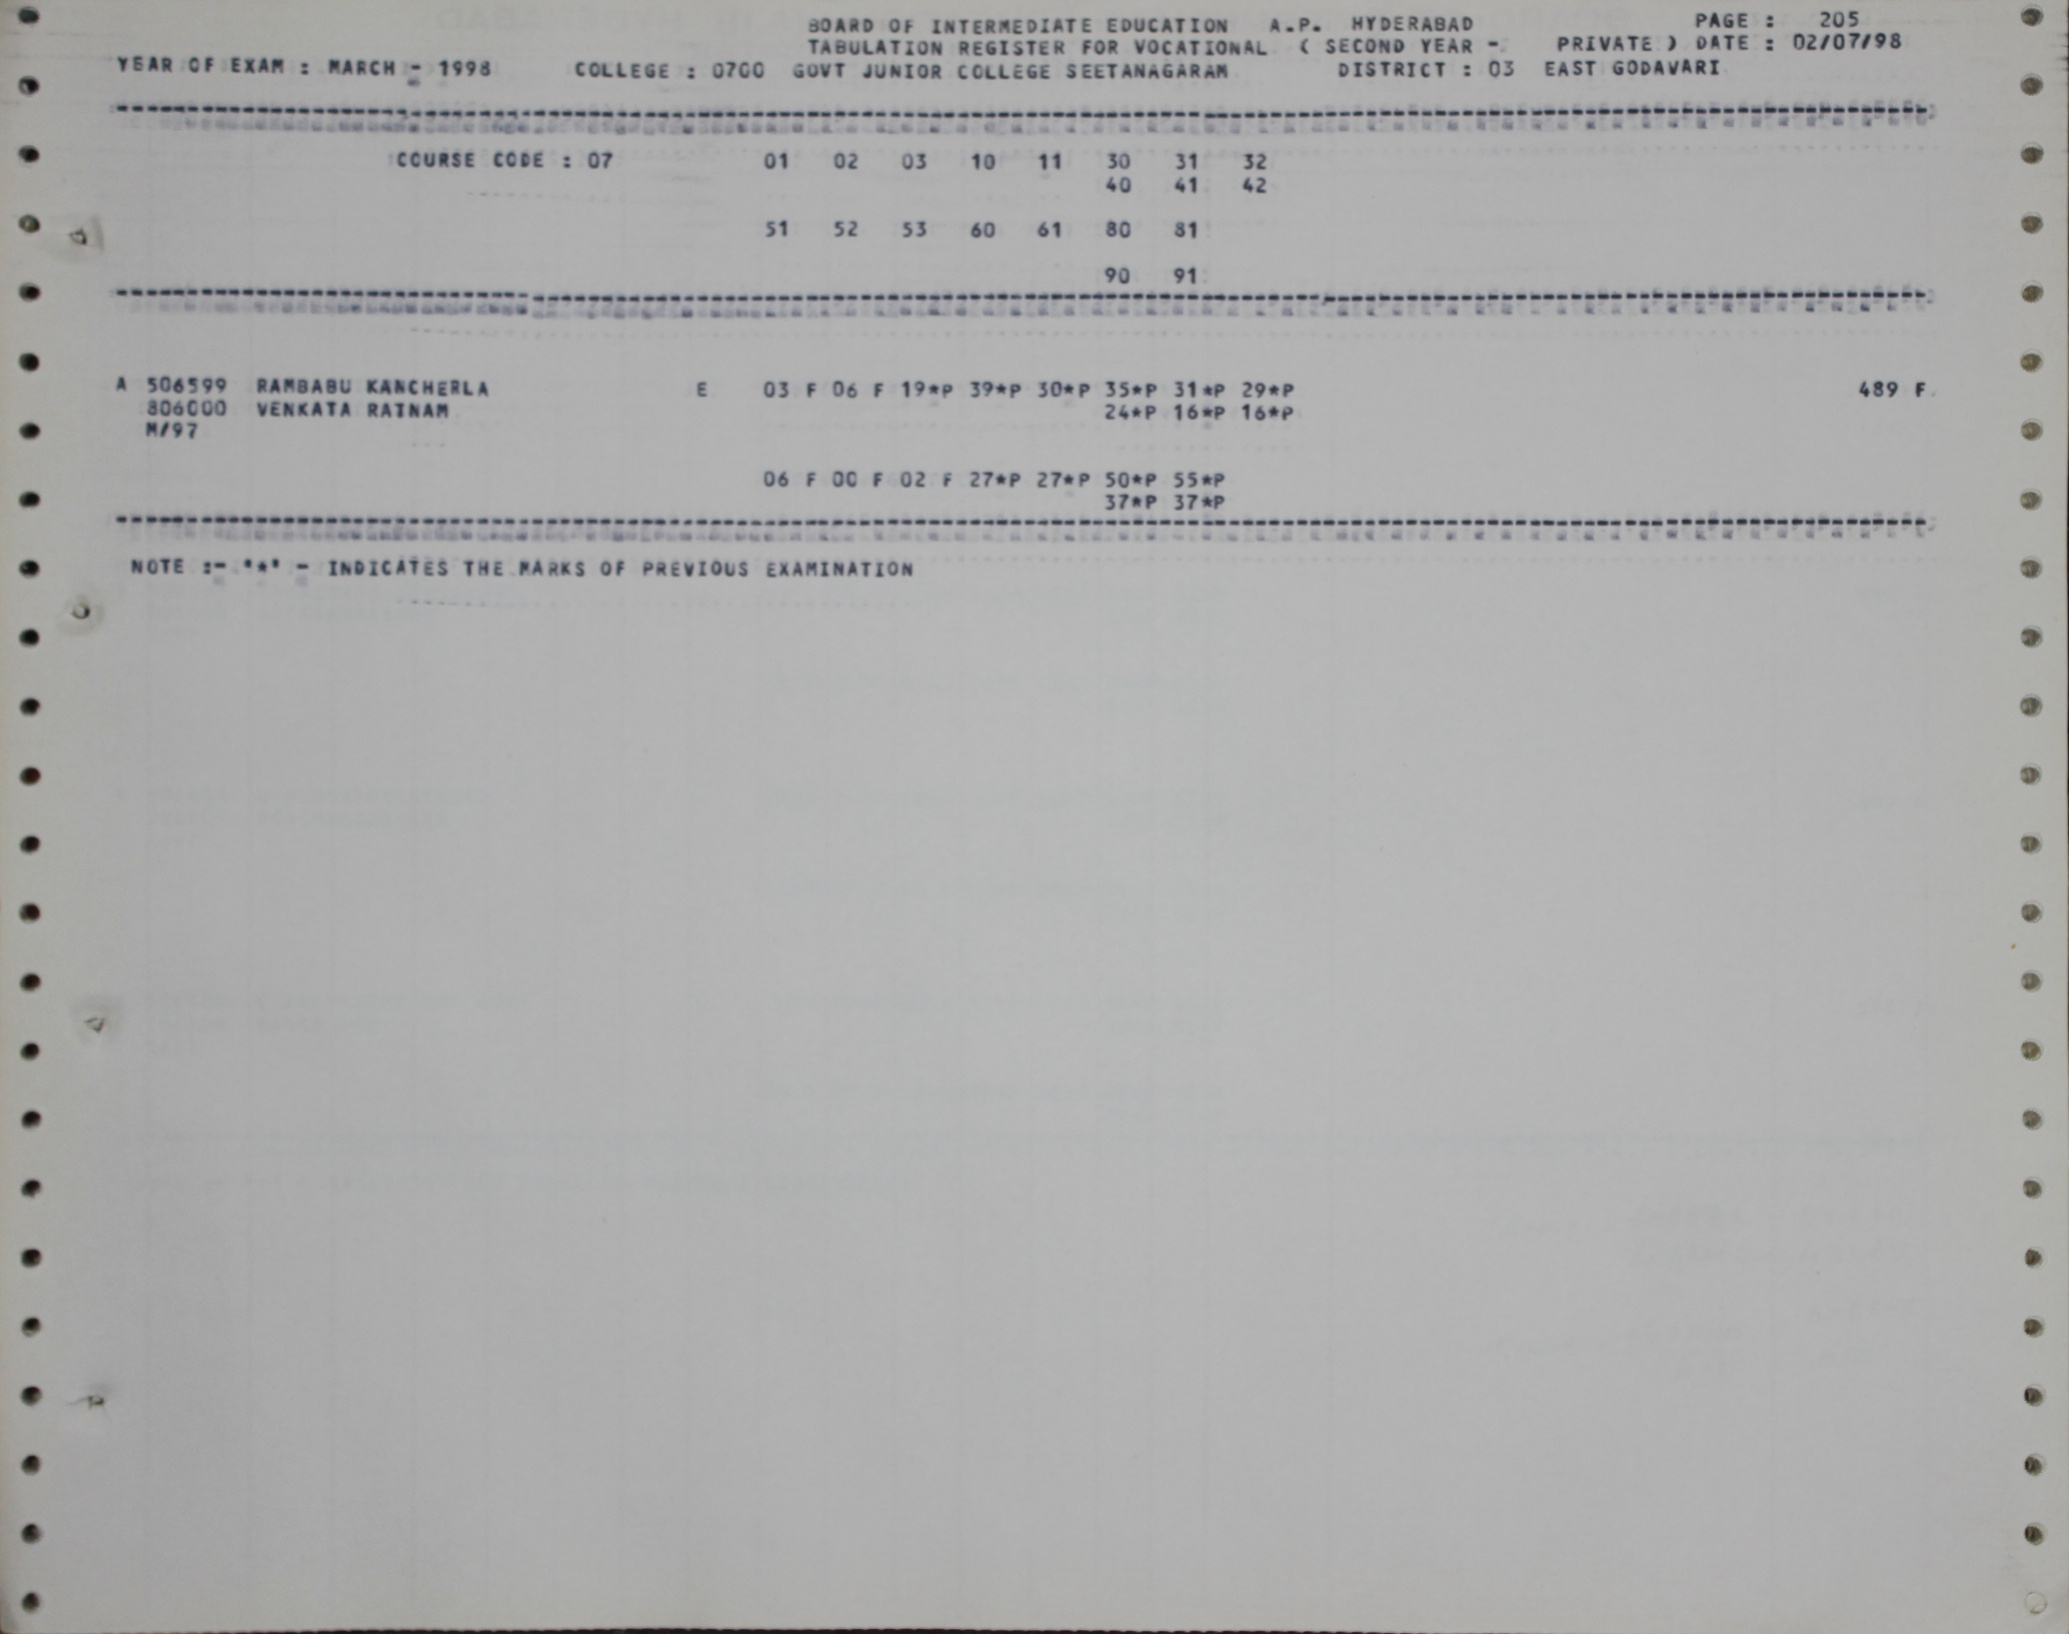 BOARD OF INTERMEDIATE EDUCATION A.P. HYDERABAD PAGE : 205
TABULATION REGISTER FOR VOCATIONAL ( SECOND YEAR - PRIVATE ) DATE : 02/07/98
YEAR OF EXAM : MARCH - 1998 COLLEGE : 0700 GOVT JUNIOR COLLEGE SEETANAGARAM DISTRICT : 03 EAST GODAVARI
COURSE CODE : 07 01 02 03 10 11 30 31 32
40 41 42
51 52 53 60 61 80 81
90 91
A 506599 RAMBABU KANCHERLA E 03 F 06 F 19*P 39*P 30*P 35*P 31*P 29*P 489 F
806000 VENKATA RATNAM 24*P 16*P 16*P
M/97
06 F 00 F 02 F 27*P 27*P 50*P 55*P
37*P 37*P
NOTE :- '*' - INDICATES THE MARKS OF PREVIOUS EXAMINATION